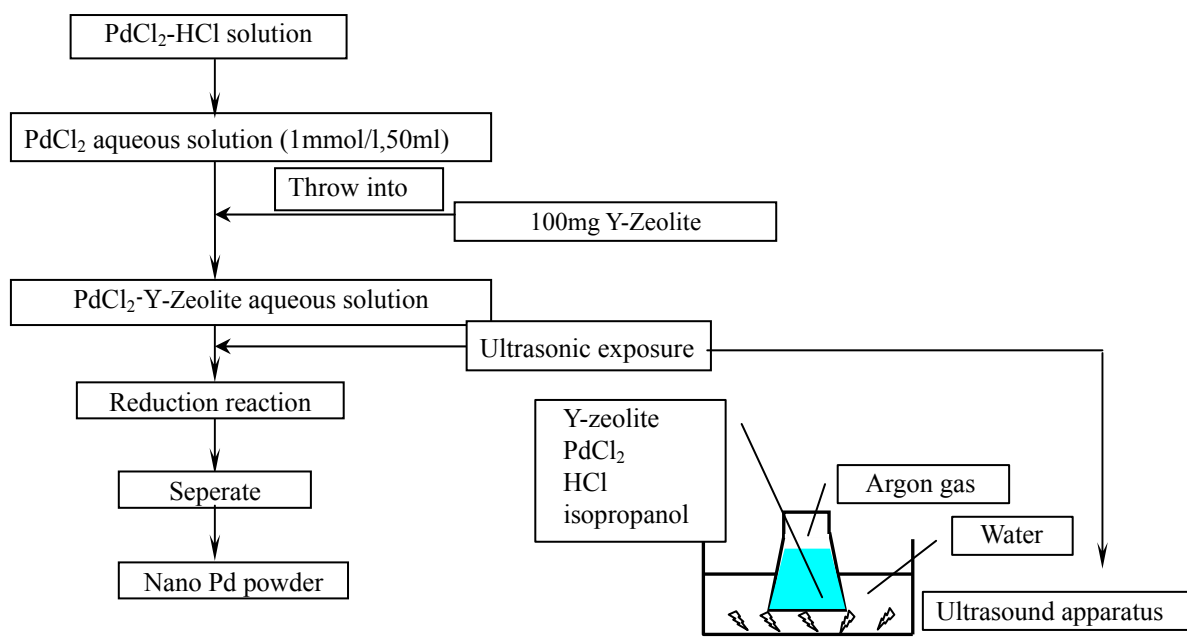 PdCl₂-HCl solution
PdCl₂ aqueous solution (1mmol/l,50ml)
Throw into
100mg Y-Zeolite
PdCl₂-Y-Zeolite aqueous solution
Ultrasonic exposure
Reduction reaction
Seperate
Nano Pd powder
Y-zeolite
PdCl₂
HCl
isopropanol
Argon gas
Water
Ultrasound apparatus